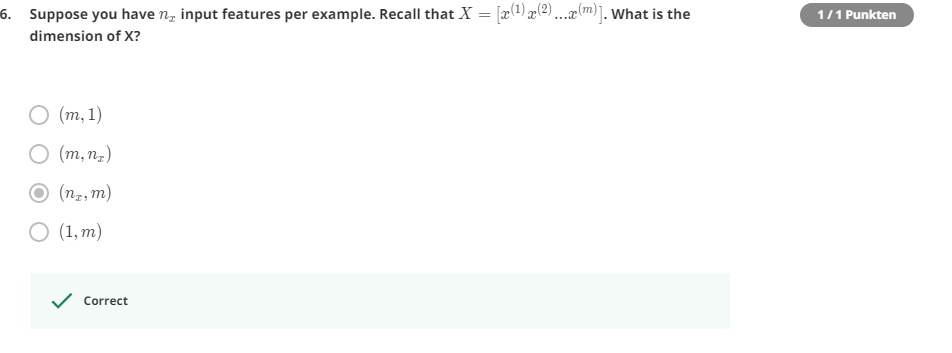 6. Suppose you have n_x input features per example. Recall that X = [x^(1) x^(2) ... x^(m)]. What is the 1 / 1 Punkten
dimension of X?
(m, 1)
(m, n_x)
(n_x, m)
(1, m)
Correct